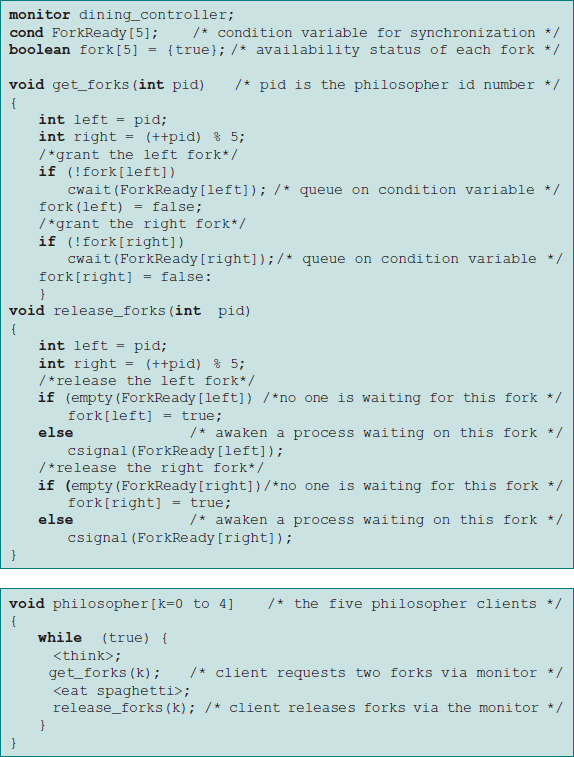 monitor dining_controller;
cond ForkReady[5]; /* condition variable for synchronization */
boolean fork[5] = {true}; /* availability status of each fork */
void get_forks(int pid) /* pid is the philosopher id number */
{
int left = pid;
int right = (++pid) % 5;
/*grant the left fork*/
if (!fork[left])
cwait(ForkReady[left]); /* queue on condition variable */
fork(left) = false;
/*grant the right fork*/
if (!fork[right])
cwait(ForkReady[right]);/* queue on condition variable */
fork[right] = false:
}
void release_forks(int pid)
{
int left = pid;
int right = (++pid) % 5;
/*release the left fork*/
if (empty(ForkReady[left]) /*no one is waiting for this fork */
fork[left] = true;
else /* awaken a process waiting on this fork */
csignal(ForkReady[left]);
/*release the right fork*/
if (empty(ForkReady[right])/*no one is waiting for this fork */
fork[right] = true;
else /* awaken a process waiting on this fork */
csignal(ForkReady[right]);
}
void philosopher[k=0 to 4] /* the five philosopher clients */
{
while (true) {
<think>;
get_forks(k); /* client requests two forks via monitor */
<eat spaghetti>;
release_forks(k); /* client releases forks via the monitor */
}
}